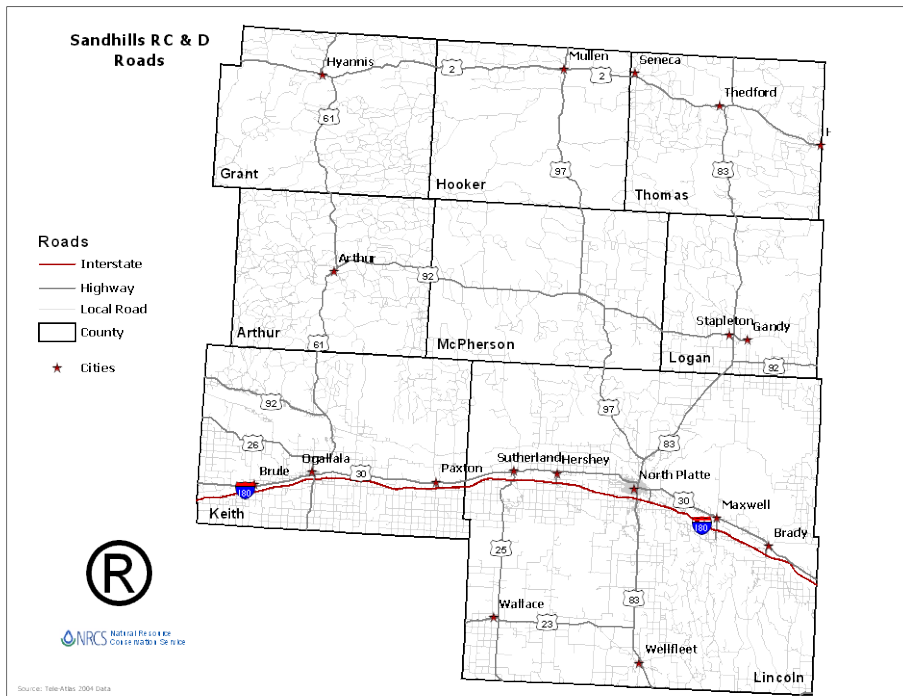 Sandhills RC & D
Roads
Hyannis
2
Mullen
2
Seneca
Thedford
H
61
97
83
Grant
Hooker
Thomas
Roads
Interstate
Highway
Local Road
County
Cities
Arthur
92
Stapleton
Gandy
Arthur
61
McPherson
Logan
92
92
97
83
26
Ogallala
Brule
30
Paxton
Sutherland
Hershey
North Platte
30
Maxwell
Brady
180
180
Keith
25
83
Wallace
23
Wellfleet
Lincoln
R
NRCS Natural Resource
Conservation Service
Source: Tele-Atlas 2004 Data